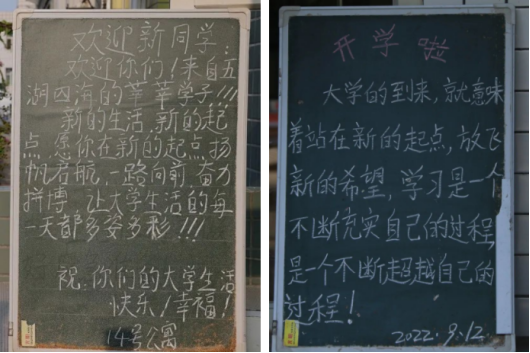 欢迎新同学：
欢迎你们！来自五
湖四海的莘莘学子!!!
新的生活，新的起
点，愿你在新的起点，扬
帆启航，一路向前，奋力
拼搏，让大学生活的每
一天都多姿多彩!!!
祝，你们的大学生活
快乐！幸福！
14号公寓
开学啦
大学的到来，就意味
着站在新的起点，放飞
新的希望，学习是一个
不断充实自己的过程，
是一个不断超越自己的
过程！
2022.9.12